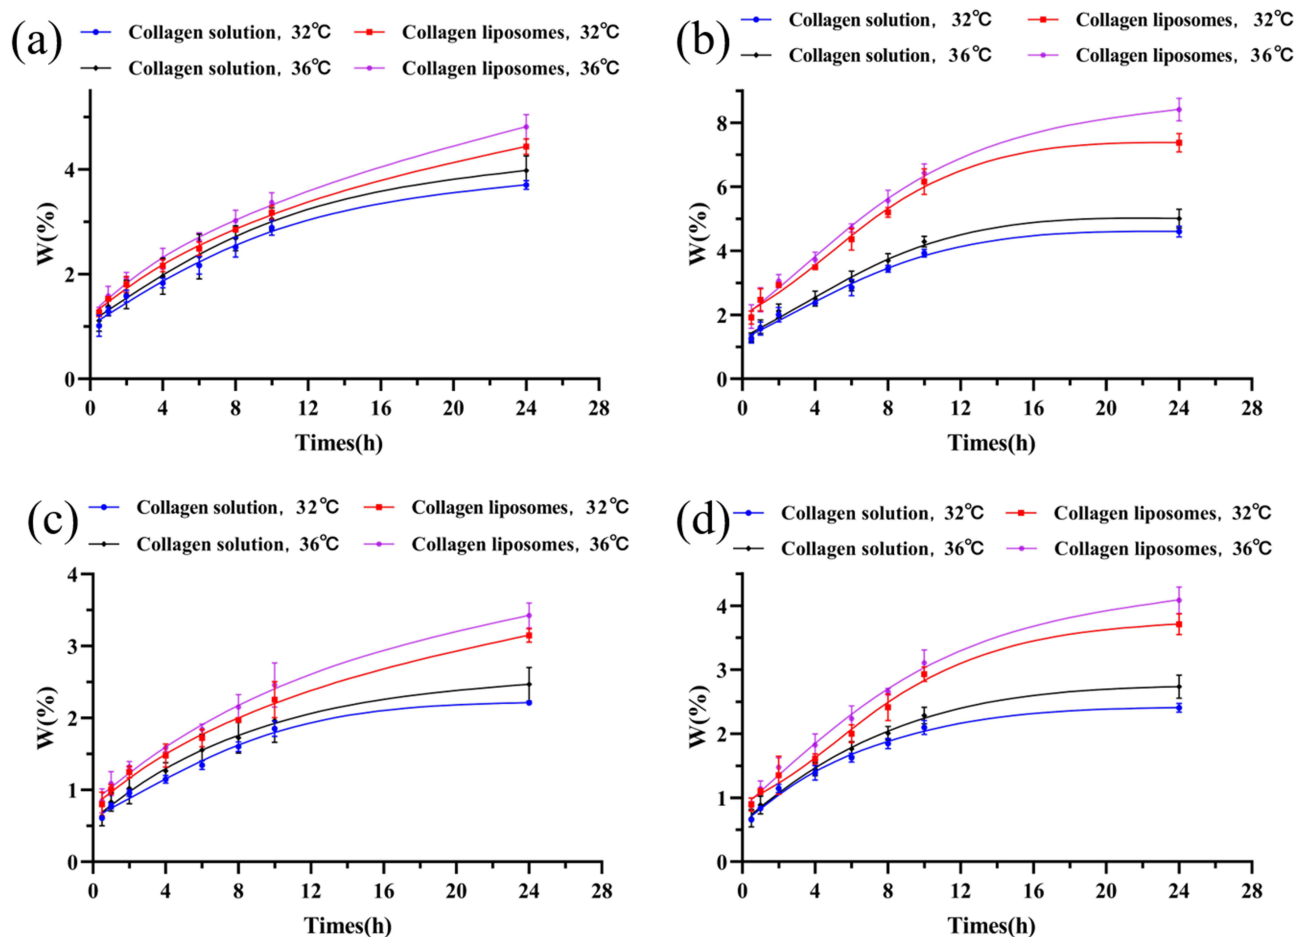 (a)
Collagen solution, 32℃
Collagen liposomes, 32℃
Collagen solution, 36℃
Collagen liposomes, 36℃
W(%)
4
2
0
0 4 8 12 16 20 24 28
Times(h)
(b)
Collagen solution, 32℃
Collagen liposomes, 32℃
Collagen solution, 36℃
Collagen liposomes, 36℃
W(%)
8
6
4
2
0
0 4 8 12 16 20 24 28
Times(h)
(c)
Collagen solution, 32℃
Collagen liposomes, 32℃
Collagen solution, 36℃
Collagen liposomes, 36℃
W(%)
4
3
2
1
0
0 4 8 12 16 20 24 28
Times(h)
(d)
Collagen solution, 32℃
Collagen liposomes, 32℃
Collagen solution, 36℃
Collagen liposomes, 36℃
W(%)
4
3
2
1
0
0 4 8 12 16 20 24 28
Times(h)